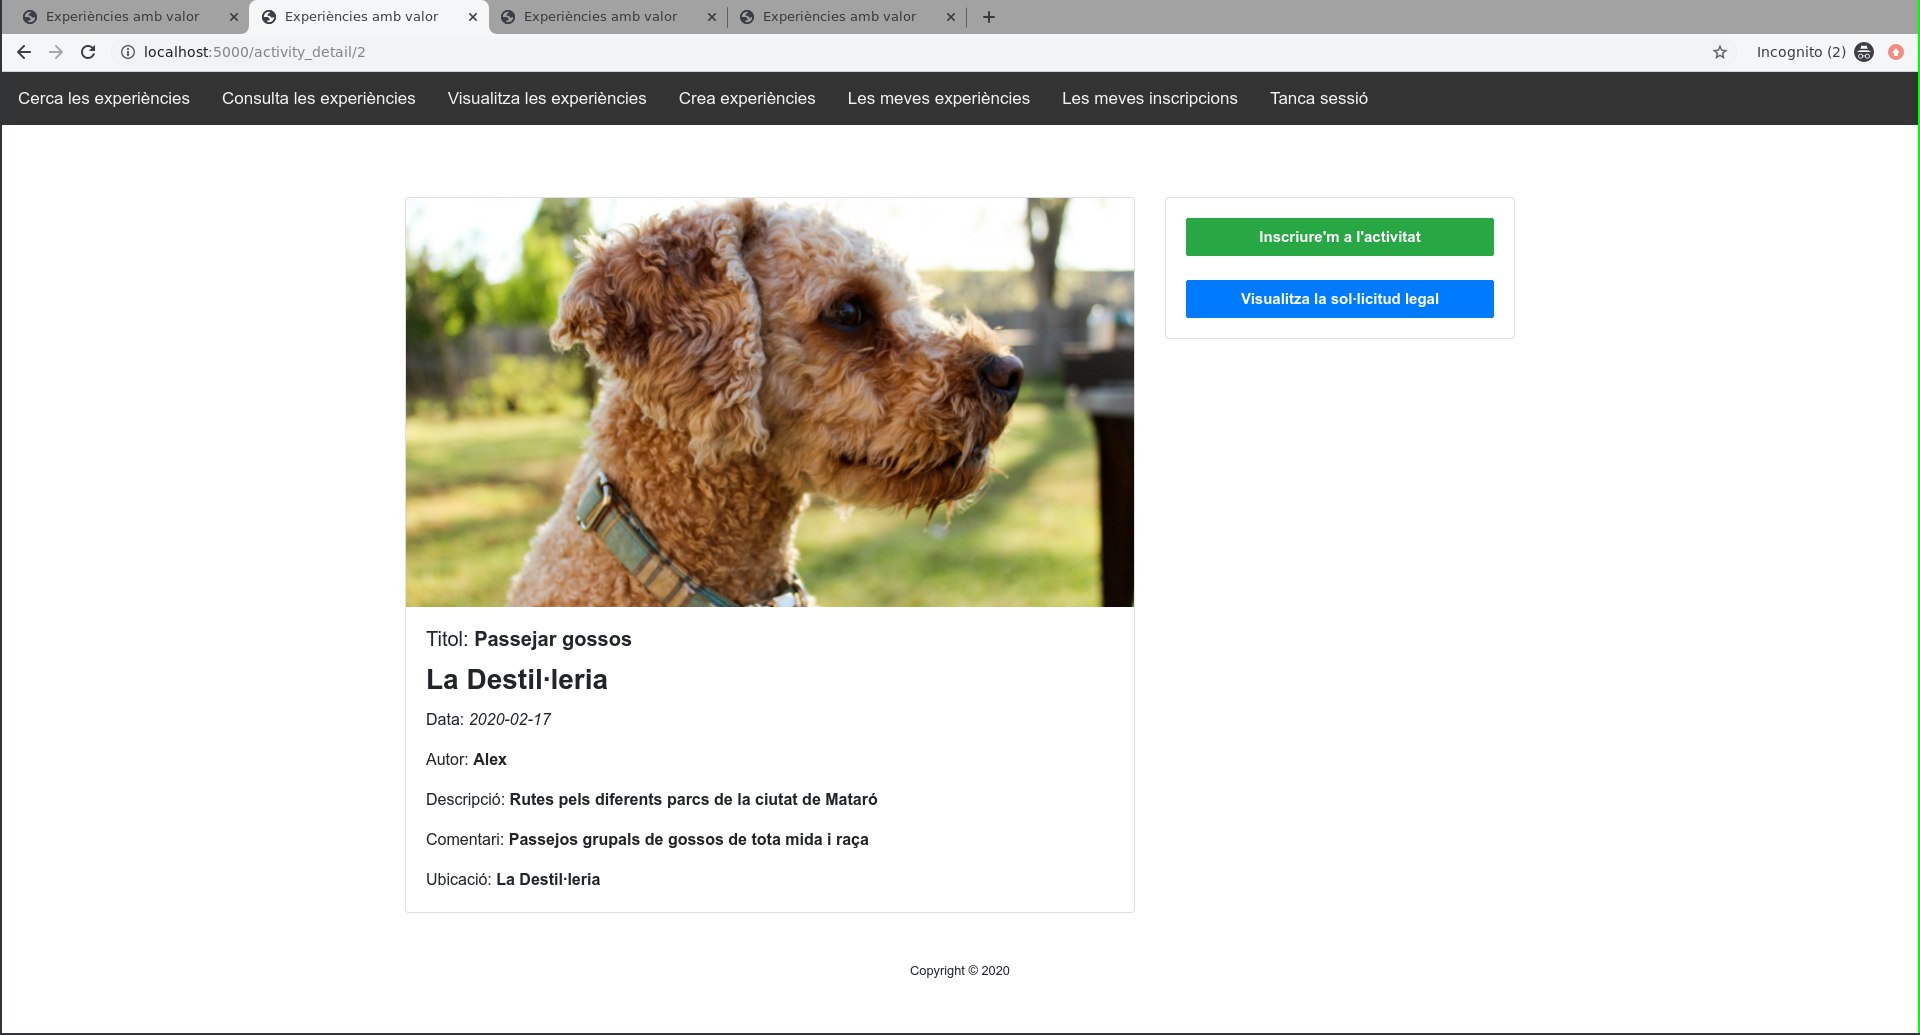 Experiències amb valor Experiències amb valor Experiències amb valor Experiències amb valor
localhost:5000/activity_detail/2 Incognito (2)
Cerca les experiències Consulta les experiències Visualitza les experiències Crea experiències Les meves experiències Les meves inscripcions Tanca sessió
Inscriure'm a l'activitat
Visualitza la sol·licitud legal
Titol: Passejar gossos
La Destil·leria
Data: 2020-02-17
Autor: Alex
Descripció: Rutes pels diferents parcs de la ciutat de Mataró
Comentari: Passejos grupals de gossos de tota mida i raça
Ubicació: La Destil·leria
Copyright © 2020